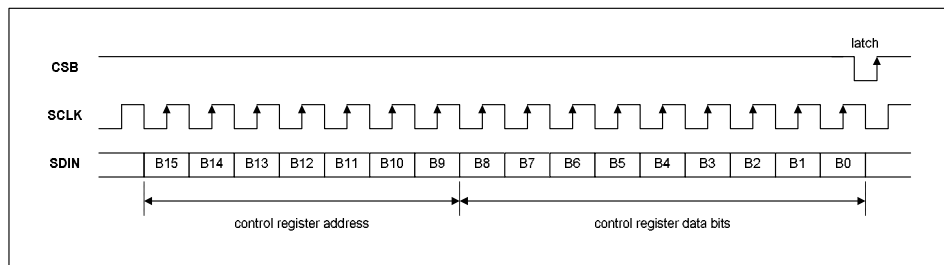 latch
CSB
SCLK
SDIN B15 B14 B13 B12 B11 B10 B9 B8 B7 B6 B5 B4 B3 B2 B1 B0
control register address control register data bits